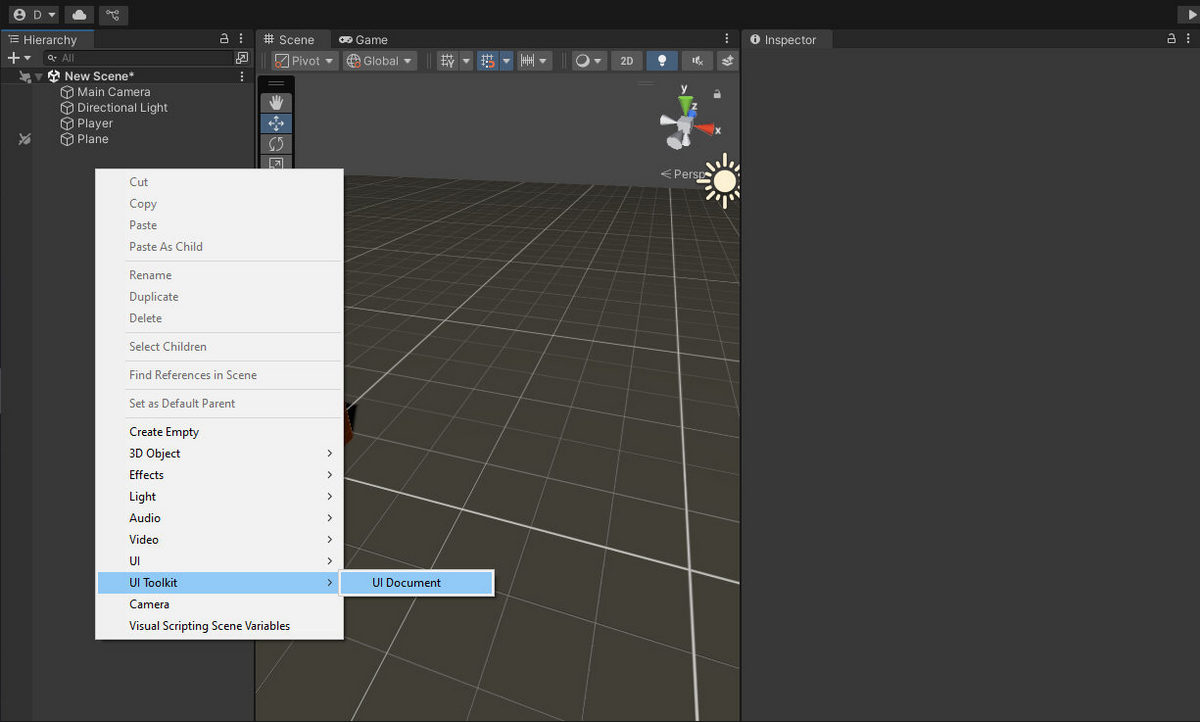 D
Hierarchy
Scene
Game
Inspector
All
Pivot
Global
2D
New Scene*
Main Camera
Directional Light
Player
Plane
y
z
x
Persp
Cut
Copy
Paste
Paste As Child
Rename
Duplicate
Delete
Select Children
Find References in Scene
Set as Default Parent
Create Empty
3D Object
Effects
Light
Audio
Video
UI
UI Toolkit
UI Document
Camera
Visual Scripting Scene Variables